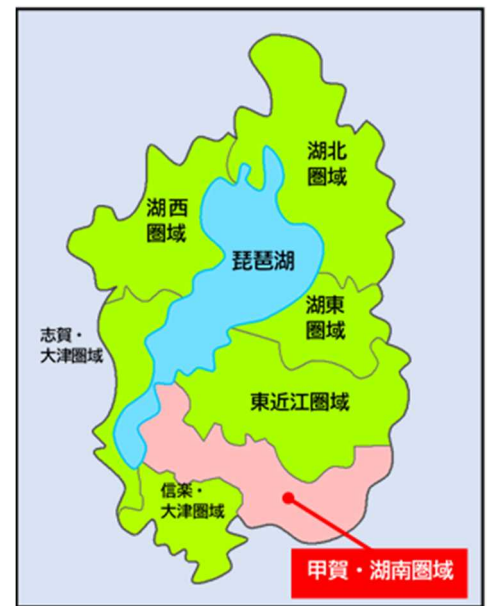 湖北
圏域
湖西
圏域
琵琶湖
湖東
圏域
志賀・
大津圏域
東近江圏域
信楽・
大津圏域
甲賀・湖南圏域